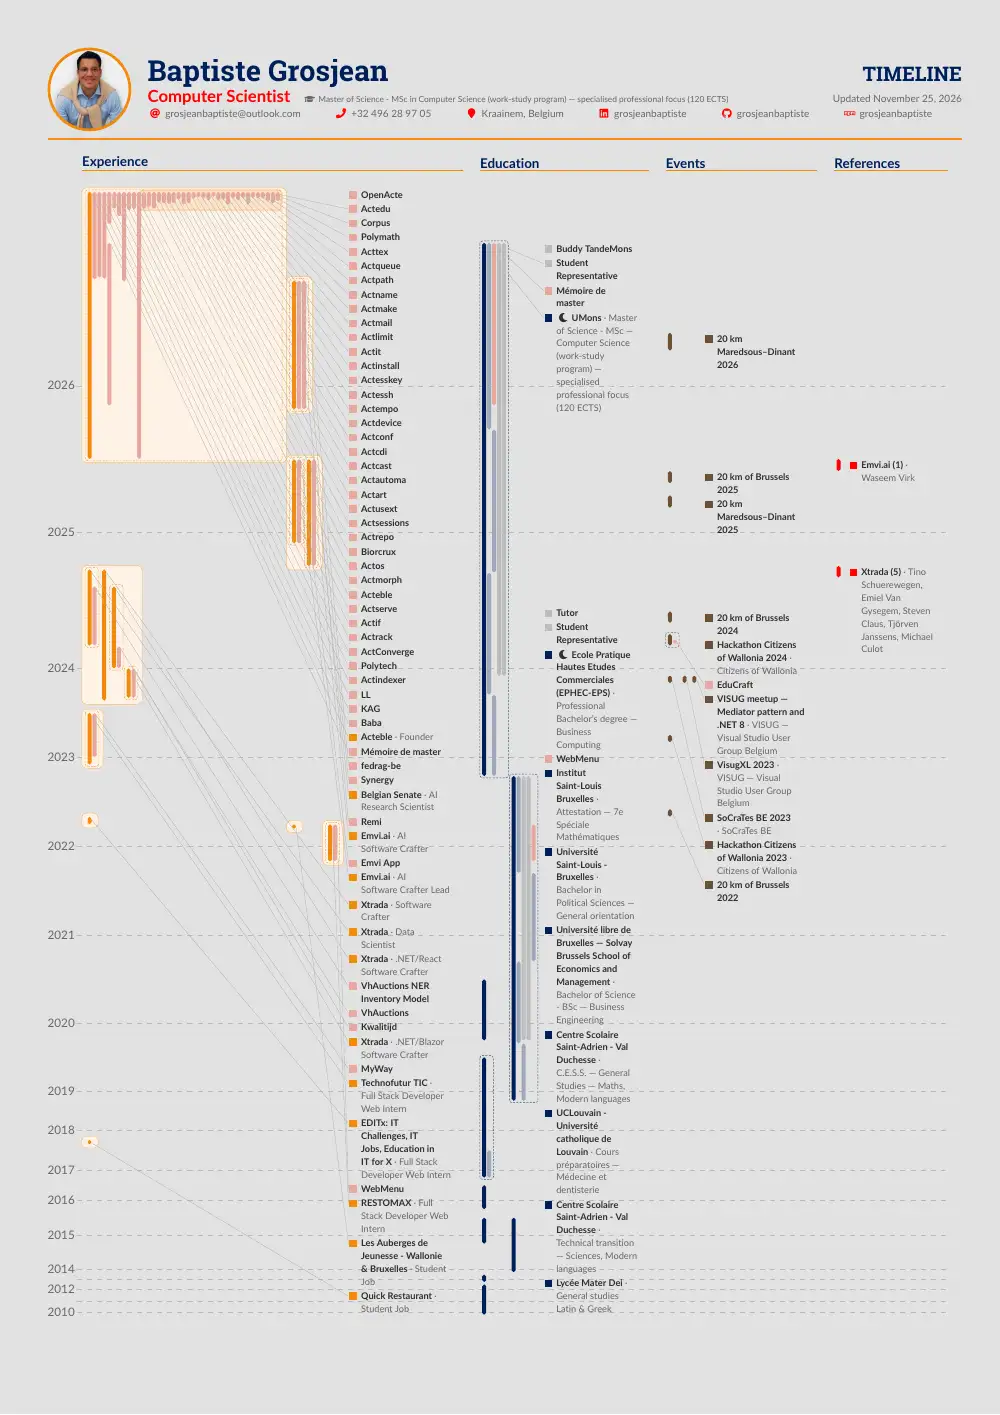 Baptiste Grosjean
TIMELINE
Computer Scientist
Master of Science - MSc in Computer Science (work-study program) — specialised professional focus (120 ECTS)
Updated November 25, 2026
grosjeanbaptiste@outlook.com
+32 496 28 97 05
Kraainem, Belgium
grosjeanbaptiste
grosjeanbaptiste
grosjeanbaptiste
Experience
Education
Events
References
2026
2025
2024
2023
2022
2021
2020
2019
2018
2017
2016
2015
2014
2012
2010
OpenActe
Actedu
Corpus
Polymath
Acttex
Actqueue
Actpath
Actname
Actmake
Actmail
Actlimit
Actit
Actinstall
Actesskey
Actessh
Actempo
Actdevice
Actconf
Actcdi
Actcast
Actautoma
Actart
Actusext
Actsessions
Actrepo
Biorcrux
Actos
Actmorph
Acteble
Actserve
Actif
Actrack
ActConverge
Polytech
Actindexer
LL
KAG
Baba
Acteble · Founder
Mémoire de master
fedrag-be
Synergy
Belgian Senate · AI
Research Scientist
Remi
Emvi.ai · AI
Software Crafter
Emvi App
Emvi.ai · AI
Software Crafter Lead
Xtrada · Software
Crafter
Xtrada · Data
Scientist
Xtrada · .NET/React
Software Crafter
VhAuctions NER
Inventory Model
VhAuctions
Kwalitijd
Xtrada · .NET/Blazor
Software Crafter
MyWay
Technofutur TIC ·
Full Stack Developer
Web Intern
EDITx: IT
Challenges, IT
Jobs, Education in
IT for X · Full Stack
Developer Web Intern
WebMenu
RESTOMAX · Full
Stack Developer Web
Intern
Les Auberges de
Jeunesse - Wallonie
& Bruxelles · Student
Job
Quick Restaurant ·
Student Job
Buddy TandeMons
Student
Representative
Mémoire de
master
UMons · Master
of Science - MSc —
Computer Science
(work-study
program) —
specialised
professional focus
(120 ECTS)
Tutor
Student
Representative
Ecole Pratique
Hautes Etudes
Commerciales
(EPHEC-EPS) ·
Professional
Bachelor's degree —
Business
Computing
WebMenu
Institut
Saint-Louis
Bruxelles ·
Attestation — 7e
Spéciale
Mathématiques
Université
Saint-Louis -
Bruxelles ·
Bachelor in
Political Sciences —
General orientation
Université libre de
Bruxelles — Solvay
Brussels School of
Economics and
Management ·
Bachelor of Science
- BSc — Business
Engineering
Centre Scolaire
Saint-Adrien - Val
Duchesse ·
C.E.S.S. — General
Studies — Maths,
Modern languages
UCLouvain -
Université
catholique de
Louvain · Cours
préparatoires —
Médecine et
dentisterie
Centre Scolaire
Saint-Adrien - Val
Duchesse ·
Technical transition
— Sciences, Modern
languages
Lycée Mater Dei ·
General studies
Latin & Greek
20 km
Maredsous–Dinant
2026
20 km of Brussels
2025
20 km
Maredsous–Dinant
2025
20 km of Brussels
2024
Hackathon Citizens
of Wallonia 2024 ·
Citizens of Wallonia
EduCraft
VISUG meetup —
Mediator pattern and
.NET 8 · VISUG —
Visual Studio User
Group Belgium
VisugXL 2023 ·
VISUG — Visual
Studio User Group
Belgium
SoCraTes BE 2023
· SoCraTes BE
Hackathon Citizens
of Wallonia 2023 ·
Citizens of Wallonia
20 km of Brussels
2022
Emvi.ai (1) ·
Waseem Virk
Xtrada (5) · Tino
Schuerewegen,
Emiel Van
Gysegem, Steven
Claus, Tjörven
Janssens, Michael
Culot